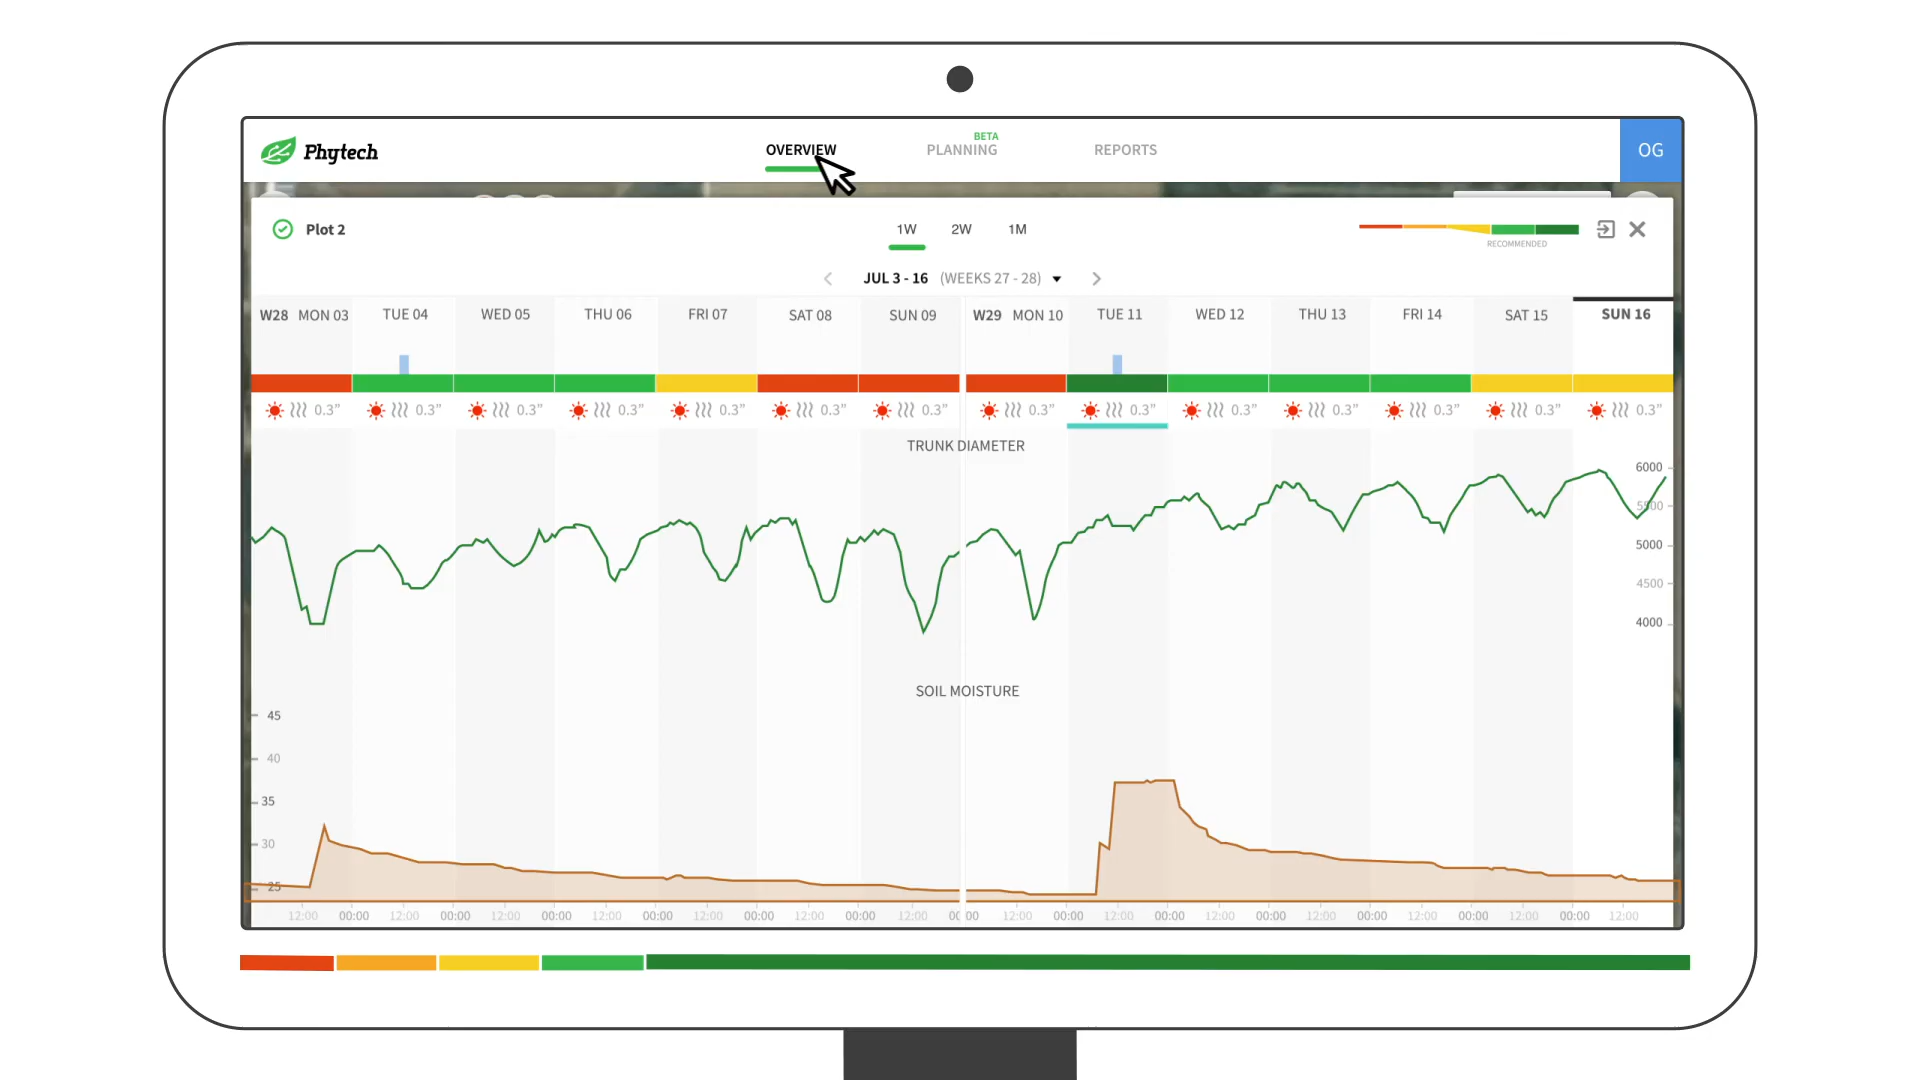 Phytech
OVERVIEW
BETA
PLANNING
REPORTS
OG
Plot 2
1W 2W 1M
RECOMMENDED
JUL 3 - 16 (WEEKS 27 - 28)
W28 MON 03 TUE 04 WED 05 THU 06 FRI 07 SAT 08 SUN 09 W29 MON 10 TUE 11 WED 12 THU 13 FRI 14 SAT 15 SUN 16
0.3” 0.3” 0.3” 0.3” 0.3” 0.3” 0.3” 0.3” 0.3” 0.3” 0.3” 0.3” 0.3” 0.3”
TRUNK DIAMETER
6000
5500
5000
4500
4000
SOIL MOISTURE
45
40
35
30
25
12:00 00:00 12:00 00:00 12:00 00:00 12:00 00:00 12:00 00:00 12:00 00:00 12:00 00:00 12:00 00:00 12:00 00:00 12:00 00:00 12:00 00:00 12:00 00:00 12:00 00:00 12:00